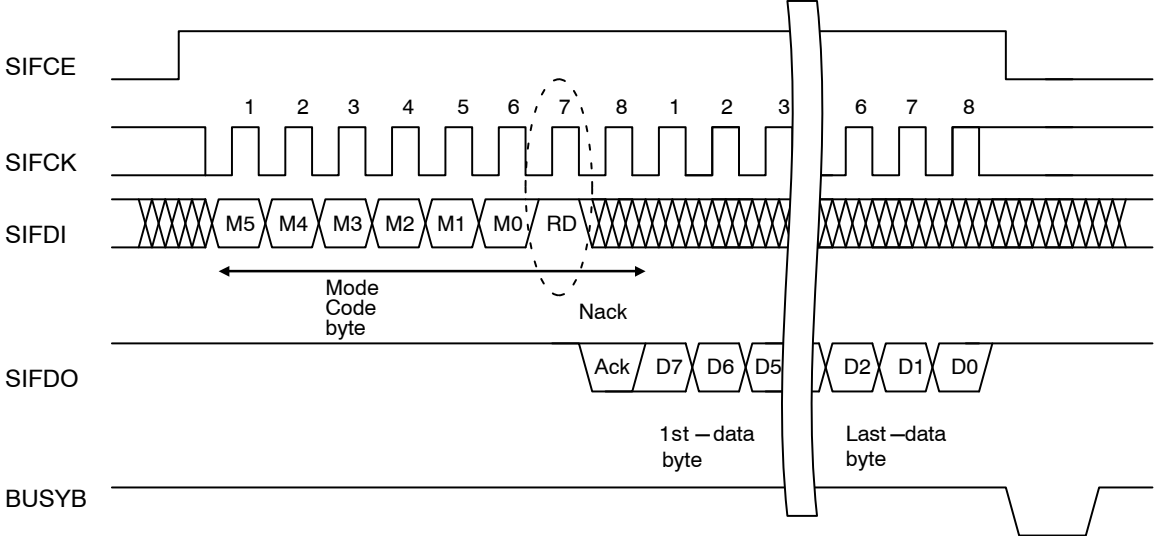 SIFCE
1 2 3 4 5 6 7 8 1 2 3 6 7 8
SIFCK
SIFDI M5 M4 M3 M2 M1 M0 RD
Mode
Code
byte
Nack
SIFDO Ack D7 D6 D5 D2 D1 D0
1st –data
byte
Last –data
byte
BUSYB